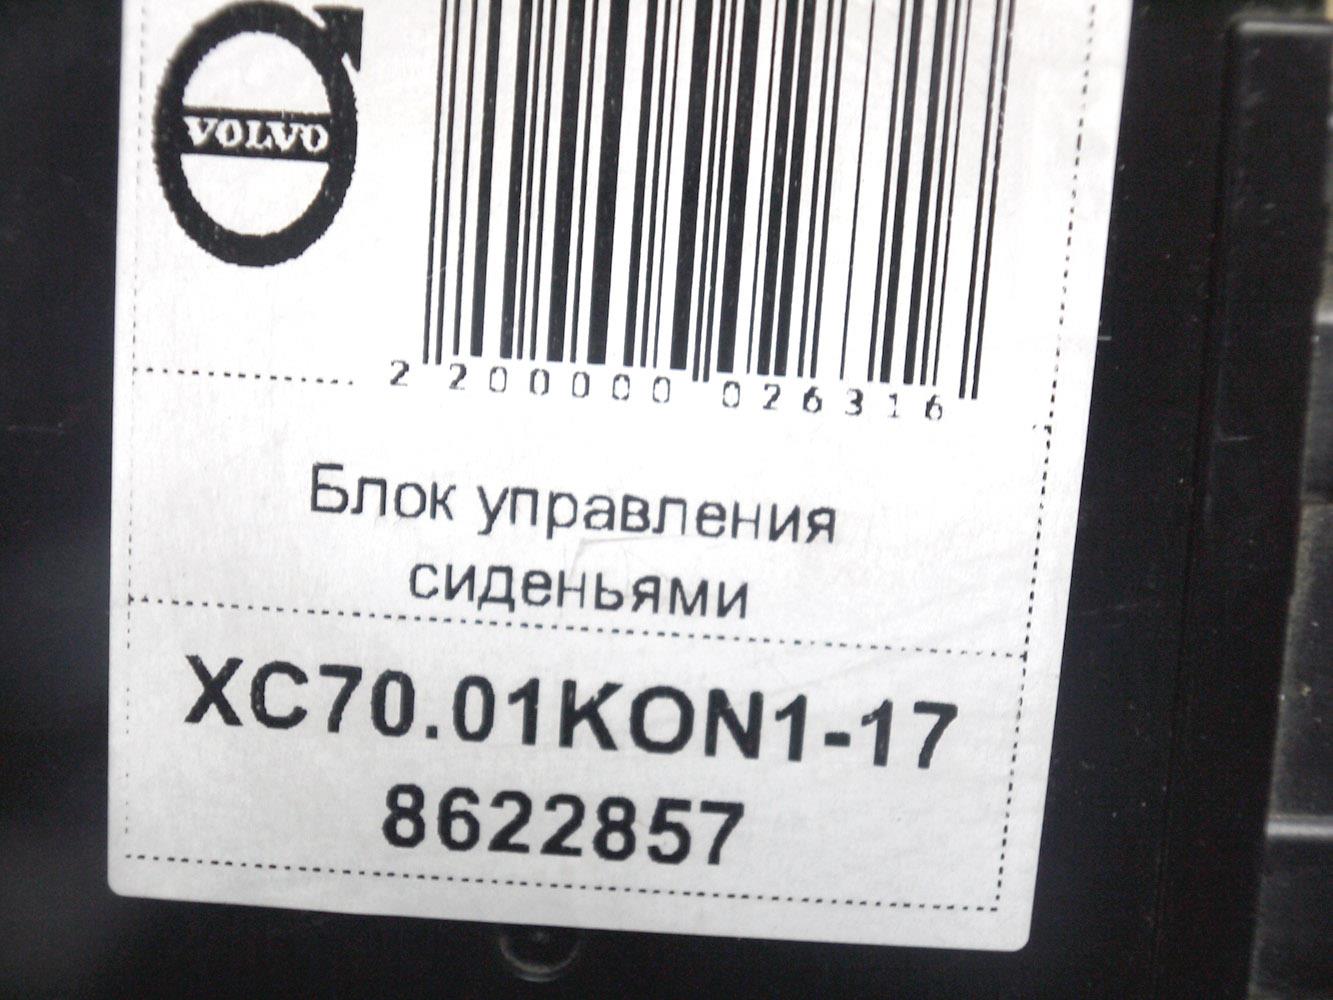 VOLVO
2 200000 026316
Блок управления
сиденьями
XC70.01KON1-17
8622857